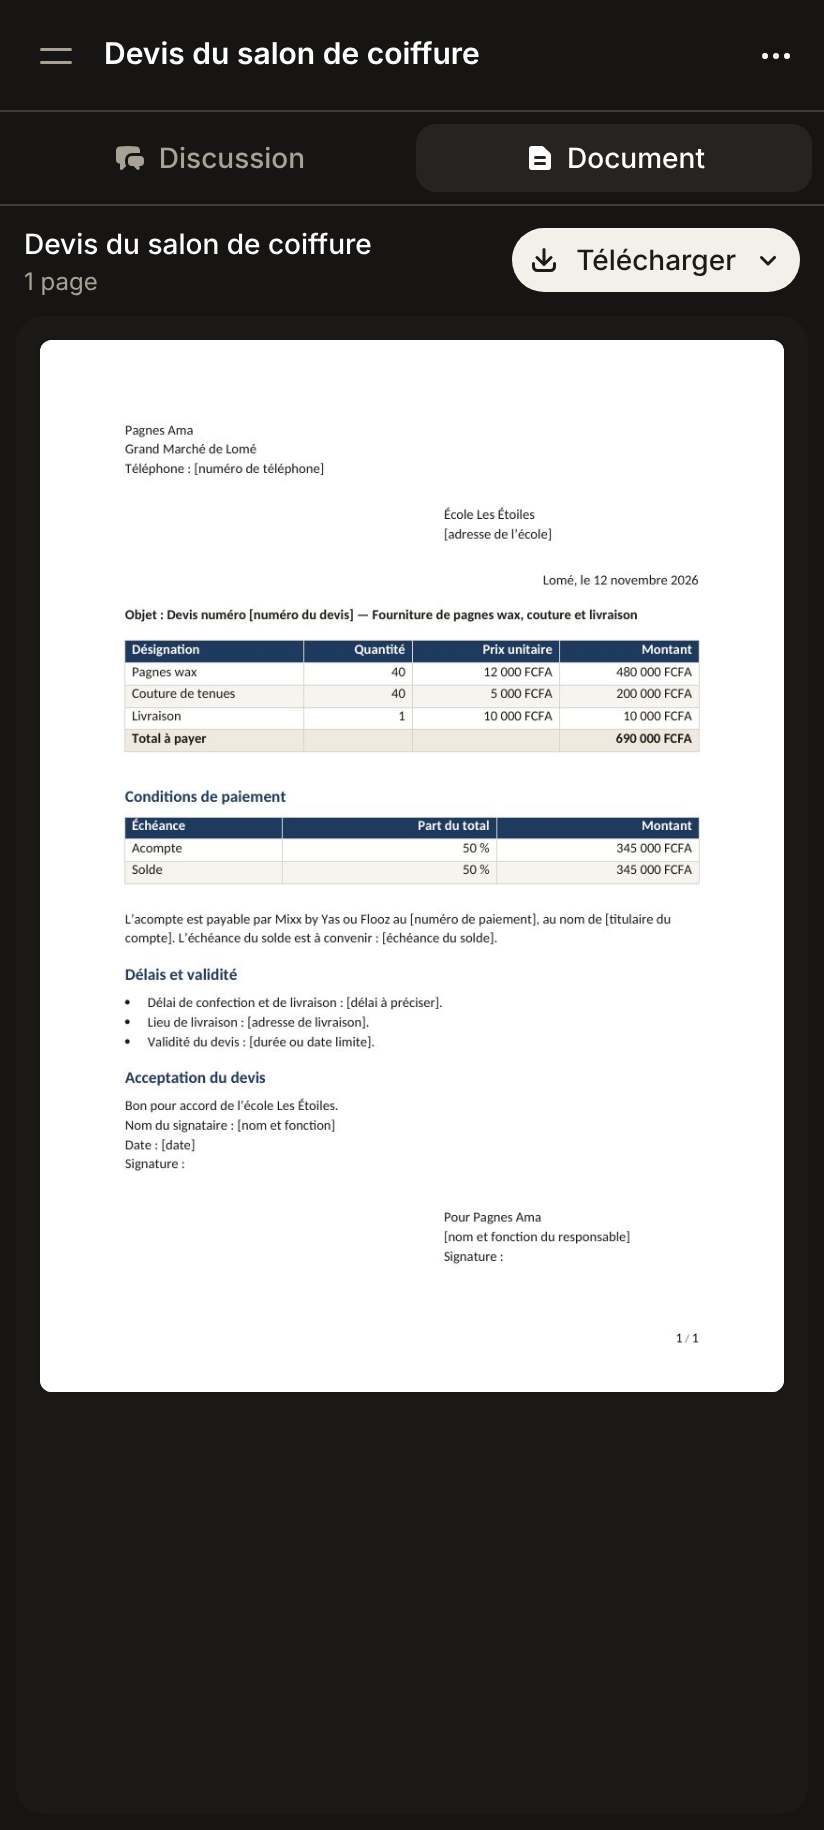 Devis du salon de coiffure
Discussion
Document
Devis du salon de coiffure
1 page
Télécharger
Pagnes Ama
Grand Marché de Lomé
Téléphone : [numéro de téléphone]
École Les Étoiles
[adresse de l'école]
Lomé, le 12 novembre 2026
Objet : Devis numéro [numéro du devis] — Fourniture de pagnes wax, couture et livraison
Désignation Quantité Prix unitaire Montant
Pagnes wax 40 12 000 FCFA 480 000 FCFA
Couture de tenues 40 5 000 FCFA 200 000 FCFA
Livraison 1 10 000 FCFA 10 000 FCFA
Total à payer 690 000 FCFA
Conditions de paiement
Échéance Part du total Montant
Acompte 50 % 345 000 FCFA
Solde 50 % 345 000 FCFA
L'acompte est payable par Mixx by Yas ou Flooz au [numéro de paiement], au nom de [titulaire du
compte]. L'échéance du solde est à convenir : [échéance du solde].
Délais et validité
• Délai de confection et de livraison : [délai à préciser].
• Lieu de livraison : [adresse de livraison].
• Validité du devis : [durée ou date limite].
Acceptation du devis
Bon pour accord de l'école Les Étoiles.
Nom du signataire : [nom et fonction]
Date : [date]
Signature :
Pour Pagnes Ama
[nom et fonction du responsable]
Signature :
1 / 1